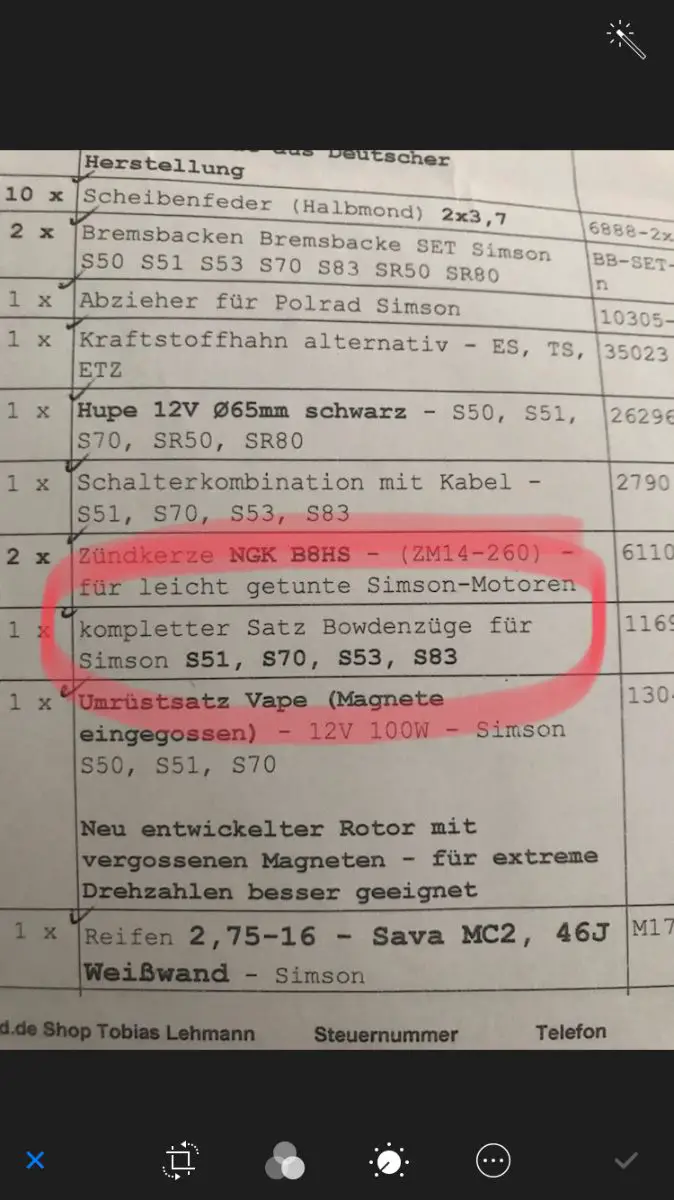 aus Deutscher
Herstellung
10 x Scheibenfeder (Halbmond) 2x3,7 6888-2x
2 x Bremsbacken Bremsbacke SET Simson BB-SET-
S50 S51 S53 S70 S83 SR50 SR80 n
1 x Abzieher für Polrad Simson 10305-
1 x Kraftstoffhahn alternativ - ES, TS, 35023
ETZ
1 x Hupe 12V Ø65mm schwarz - S50, S51, 26296
S70, SR50, SR80
1 x Schalterkombination mit Kabel - 2790
S51, S70, S53, S83
2 x Zündkerze NGK B8HS - (ZM14-260) - 6110
für leicht getunte Simson-Motoren
1 x kompletter Satz Bowdenzüge für 1169
Simson S51, S70, S53, S83
1 x Umrüstsatz Vape (Magnete 1304
eingegossen) - 12V 100W - Simson
S50, S51, S70
Neu entwickelter Rotor mit
vergossenen Magneten - für extreme
Drehzahlen besser geeignet
1 x Reifen 2,75-16 - Sava MC2, 46J M17
Weißwand - Simson
d.de Shop Tobias Lehmann Steuernummer Telefon